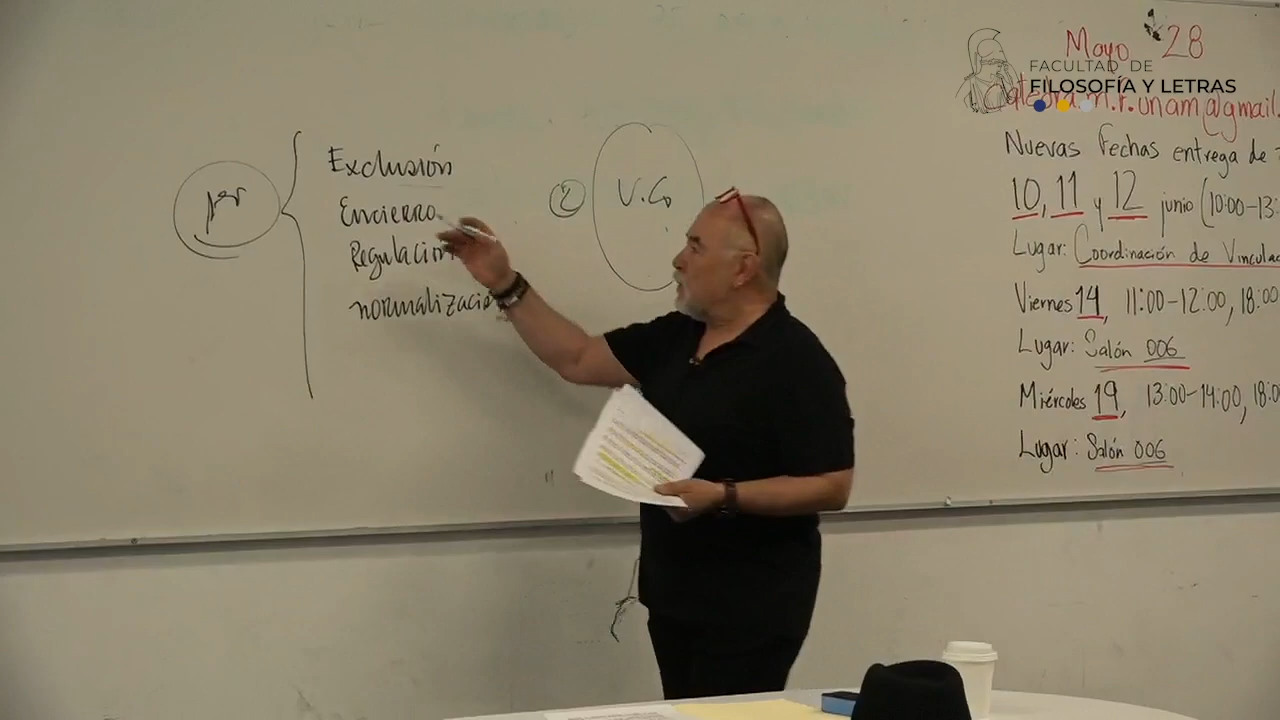 Exclusión
Encierro
Regulación
normalizació
②
V.Co
Mayo 28
FACULTAD DE
FILOSOFÍA Y LETRAS
m.f.unam@gmail.
Nuevas Fechas entrega de
10, 11 y 12 junio (10:00-13:
Lugar: Coordinación de Vinculac
Viernes 14, 11:00-12:00, 18:00
Lugar: Salón 006
Miércoles 19, 13:00-14:00, 18:0
Lugar: Salón 006